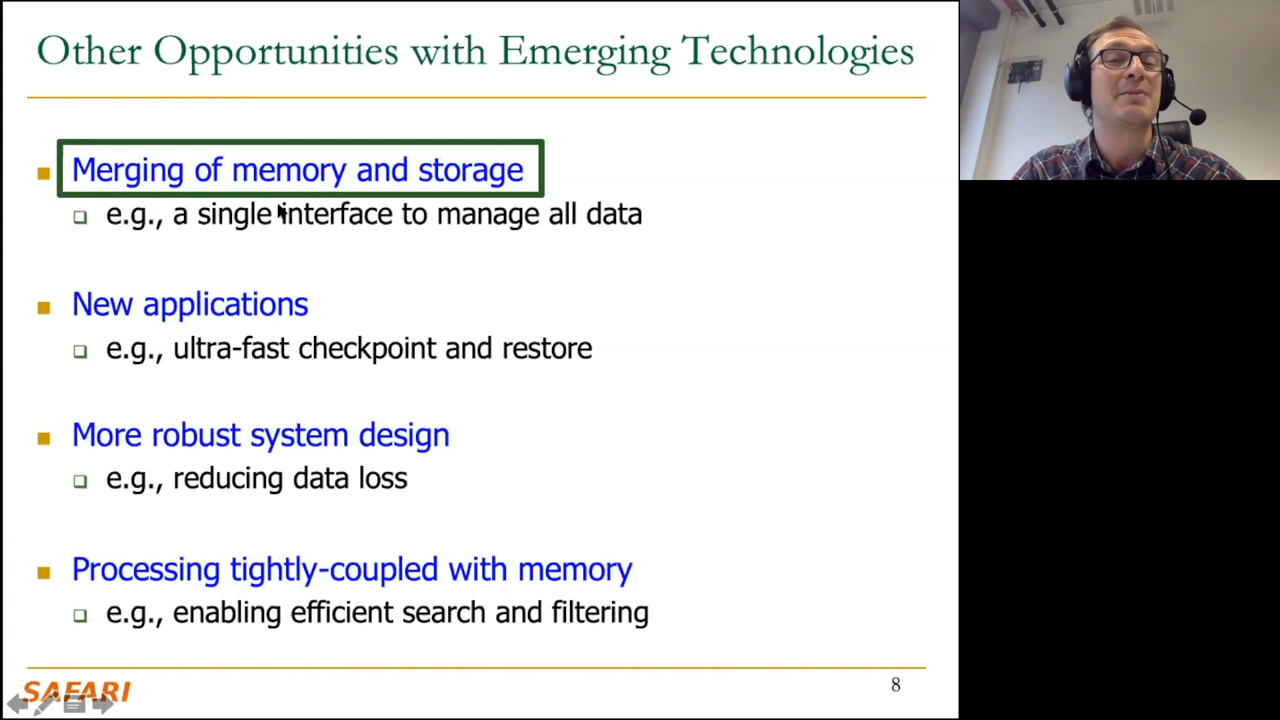 Other Opportunities with Emerging Technologies
Merging of memory and storage
e.g., a single interface to manage all data
New applications
e.g., ultra-fast checkpoint and restore
More robust system design
e.g., reducing data loss
Processing tightly-coupled with memory
e.g., enabling efficient search and filtering
SAFARI
8